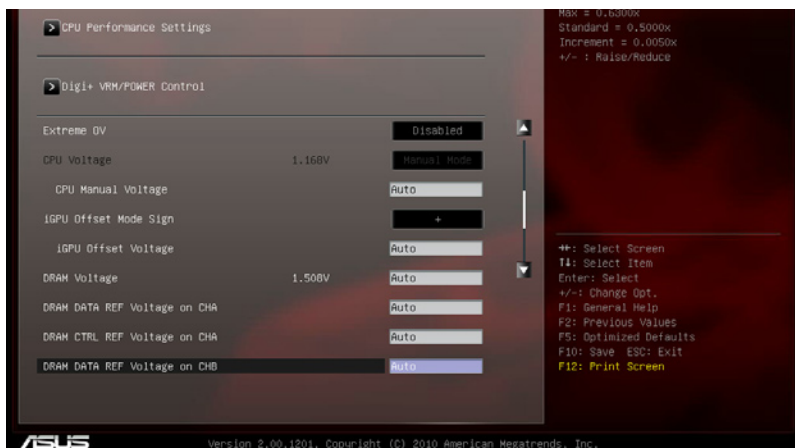 Max = 0.6300x
> CPU Performance Settings
Standard = 0.5000x
Increment = 0.0050x
+/- : Raise/Reduce
> Digi+ VRM/POWER Control
Extreme OV Disabled
CPU Voltage 1.168V Manual Mode
CPU Manual Voltage Auto
iGPU Offset Mode Sign +
iGPU Offset Voltage Auto
DRAM Voltage 1.508V Auto
DRAM DATA REF Voltage on CHA Auto
DRAM CTRL REF Voltage on CHA Auto
DRAM DATA REF Voltage on CHB Auto
→←: Select Screen
↑↓: Select Item
Enter: Select
+/-: Change Opt.
F1: General Help
F2: Previous Values
F5: Optimized Defaults
F10: Save ESC: Exit
F12: Print Screen
ASUS Version 2.00.1201. Copyright (C) 2010 American Megatrends, Inc.